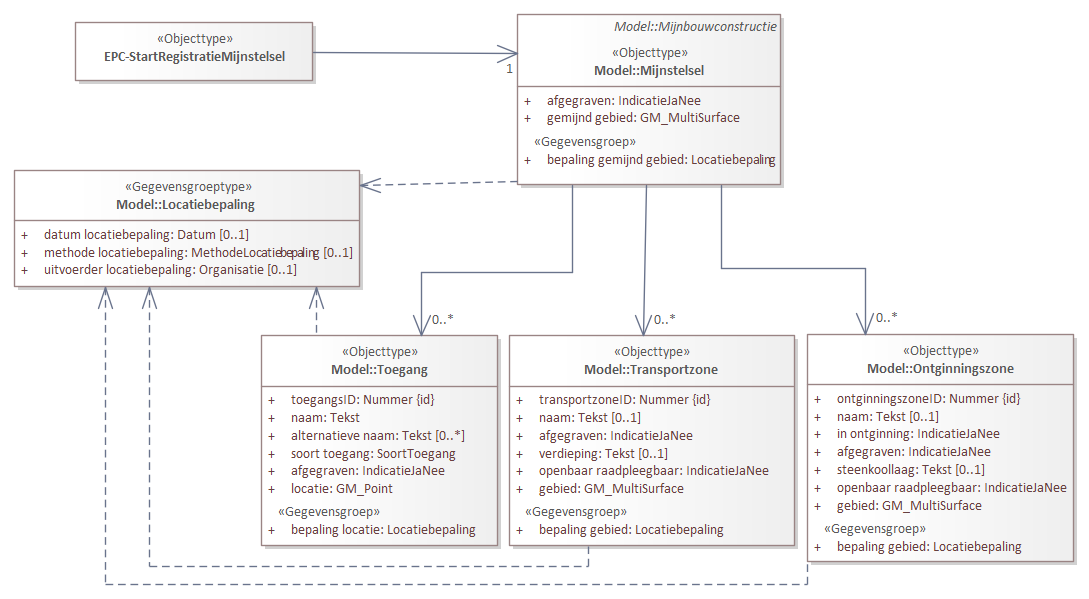 «Objecttype»
EPC-StartRegistratieMijnstelsel
1
Model::Mijnbouwconstructie
«Objecttype»
Model::Mijnstelsel
+ afgegraven: IndicatieJaNee
+ gemijnd gebied: GM_MultiSurface
«Gegevensgroep»
+ bepaling gemijnd gebied: Locatiebepaling
«Gegevensgroeptype»
Model::Locatiebepaling
+ datum locatiebepaling: Datum [0..1]
+ methode locatiebepaling: MethodeLocatiebepaling [0..1]
+ uitvoerder locatiebepaling: Organisatie [0..1]
0..*
0..*
0..*
«Objecttype»
Model::Toegang
+ toegangsID: Nummer {id}
+ naam: Tekst
+ alternatieve naam: Tekst [0..*]
+ soort toegang: SoortToegang
+ afgegraven: IndicatieJaNee
+ locatie: GM_Point
«Gegevensgroep»
+ bepaling locatie: Locatiebepaling
«Objecttype»
Model::Transportzone
+ transportzoneID: Nummer {id}
+ naam: Tekst [0..1]
+ afgegraven: IndicatieJaNee
+ verdieping: Tekst [0..1]
+ openbaar raadpleegbaar: IndicatieJaNee
+ gebied: GM_MultiSurface
«Gegevensgroep»
+ bepaling gebied: Locatiebepaling
«Objecttype»
Model::Ontginningszone
+ ontginningszoneID: Nummer {id}
+ naam: Tekst [0..1]
+ in ontginning: IndicatieJaNee
+ afgegraven: IndicatieJaNee
+ steenkoollaag: Tekst [0..1]
+ openbaar raadpleegbaar: IndicatieJaNee
+ gebied: GM_MultiSurface
«Gegevensgroep»
+ bepaling gebied: Locatiebepaling